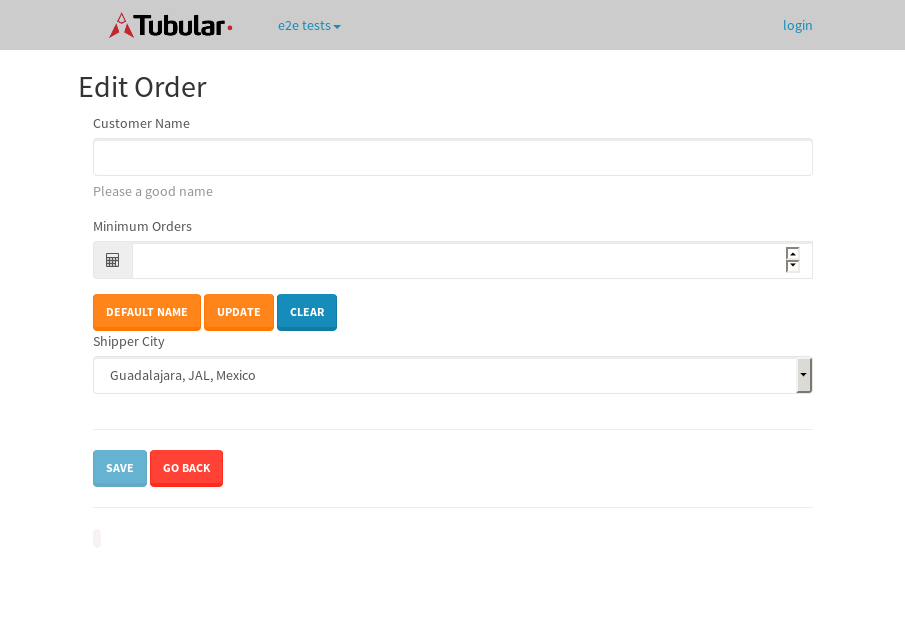 Tubular
e2e tests
login
Edit Order
Customer Name
Please a good name
Minimum Orders
DEFAULT NAME
UPDATE
CLEAR
Shipper City
Guadalajara, JAL, Mexico
SAVE
GO BACK